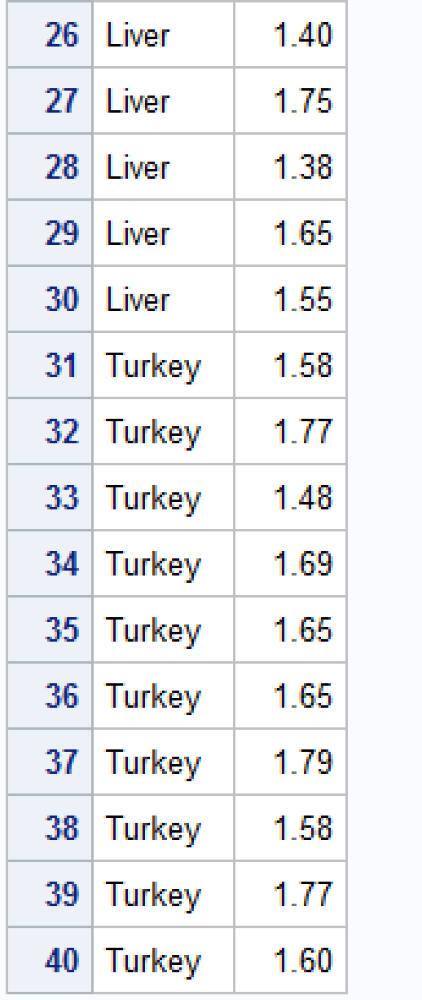 26 Liver 1.40
27 Liver 1.75
28 Liver 1.38
29 Liver 1.65
30 Liver 1.55
31 Turkey 1.58
32 Turkey 1.77
33 Turkey 1.48
34 Turkey 1.69
35 Turkey 1.65
36 Turkey 1.65
37 Turkey 1.79
38 Turkey 1.58
39 Turkey 1.77
40 Turkey 1.60